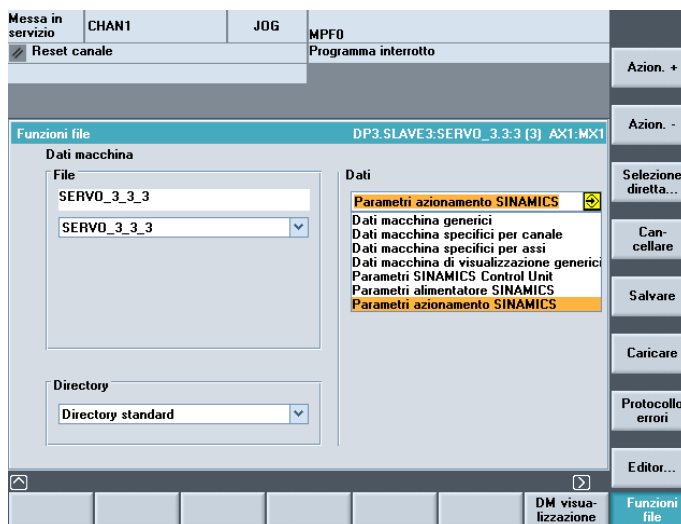 Messa in servizio
CHAN1
JOG
MPF0
Reset canale
Programma interrotto
Azion. +
Azion. -
Selezione diretta...
Can-
cellare
Salvare
Caricare
Protocollo errori
Editor...
Funzioni file
DP3.SLAVE3:SERVO_3.3:3 (3) AX1:MX1
Dati macchina
File
SERVO_3_3_3
SERVO_3_3_3
Directory
Directory standard
Dati
Parametri azionamento SINAMICS
Dati macchina generici
Dati macchina specifici per canale
Dati macchina specifici per assi
Dati macchina di visualizzazione generici
Parametri SINAMICS Control Unit
Parametri alimentatore SINAMICS
Parametri azionamento SINAMICS
DM visua-
lizzazione
Funzioni file